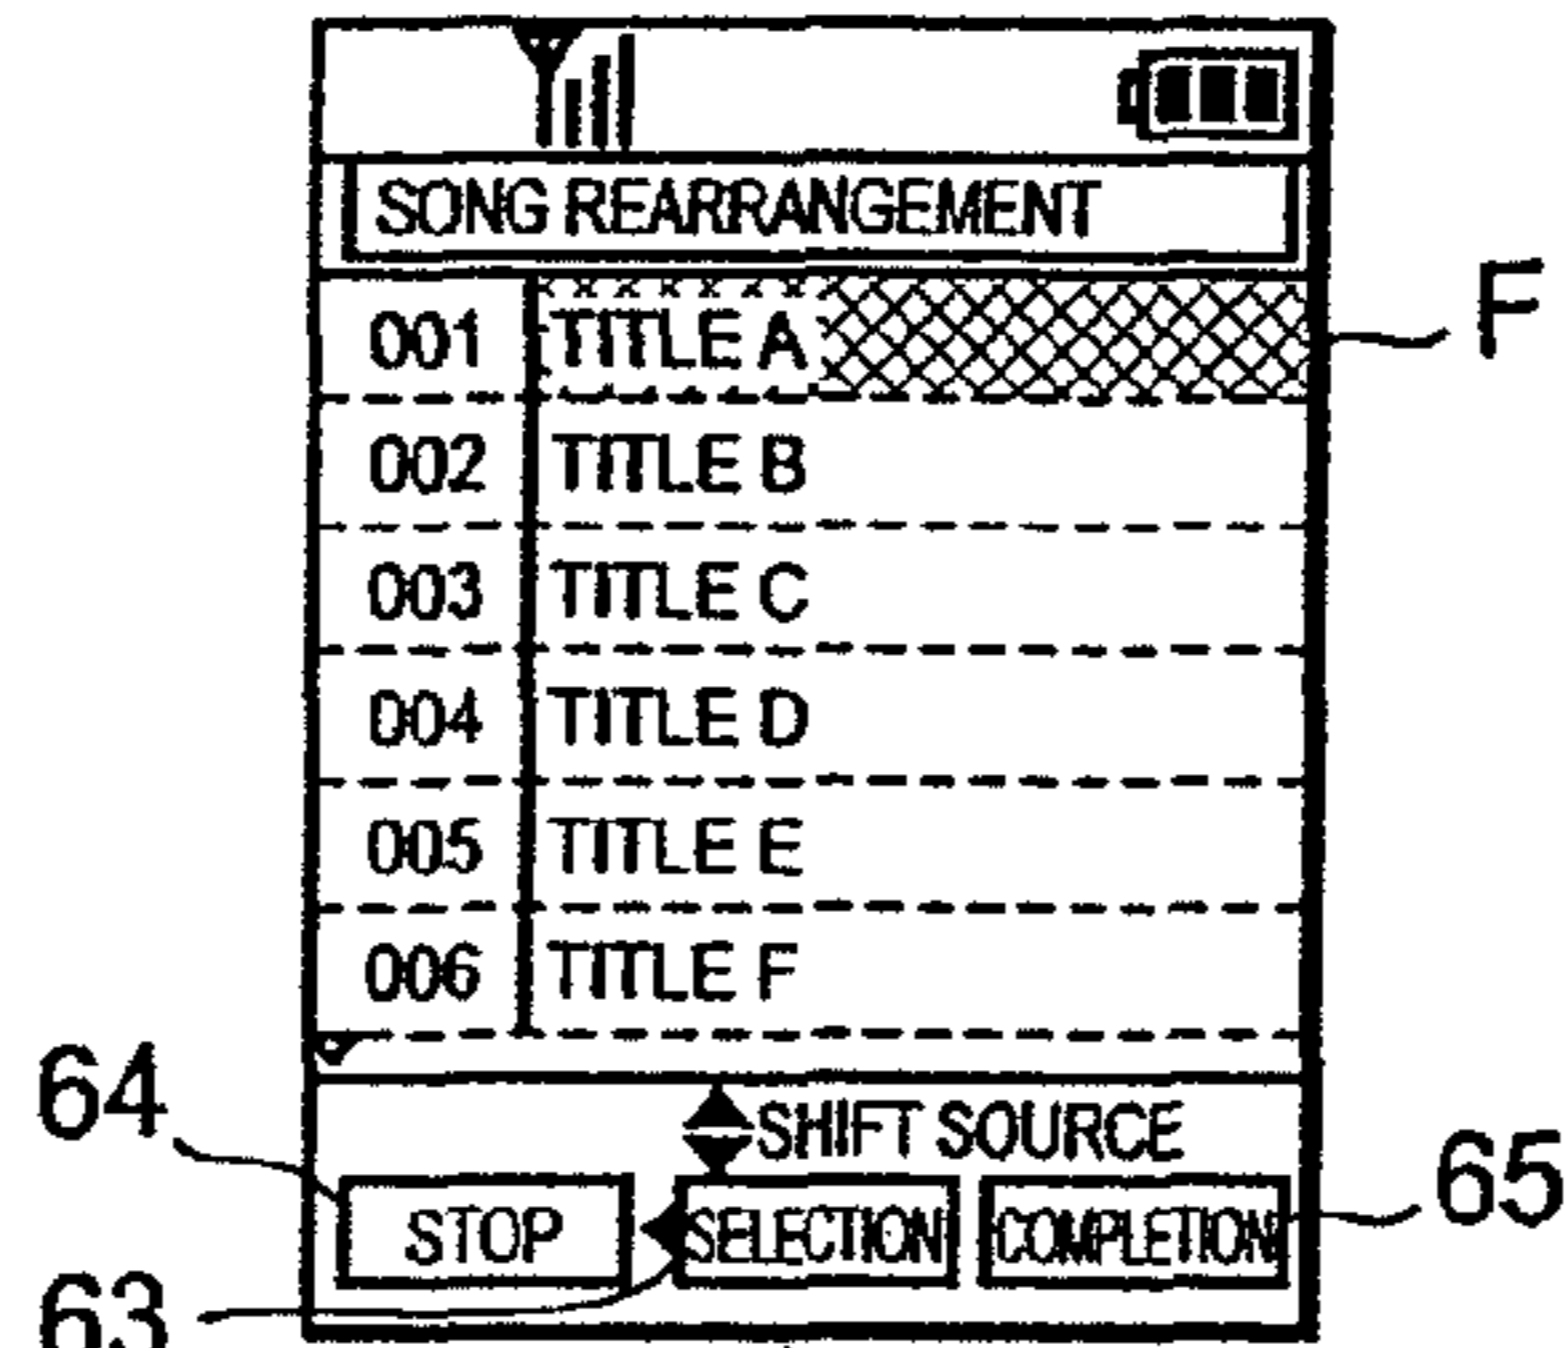 SONG REARRANGEMENT
001 TITLE A
F
002 TITLE B
003 TITLE C
004 TITLE D
005 TITLE E
006 TITLE F
64
SHIFT SOURCE
65
STOP SELECTION COMPLETION
63